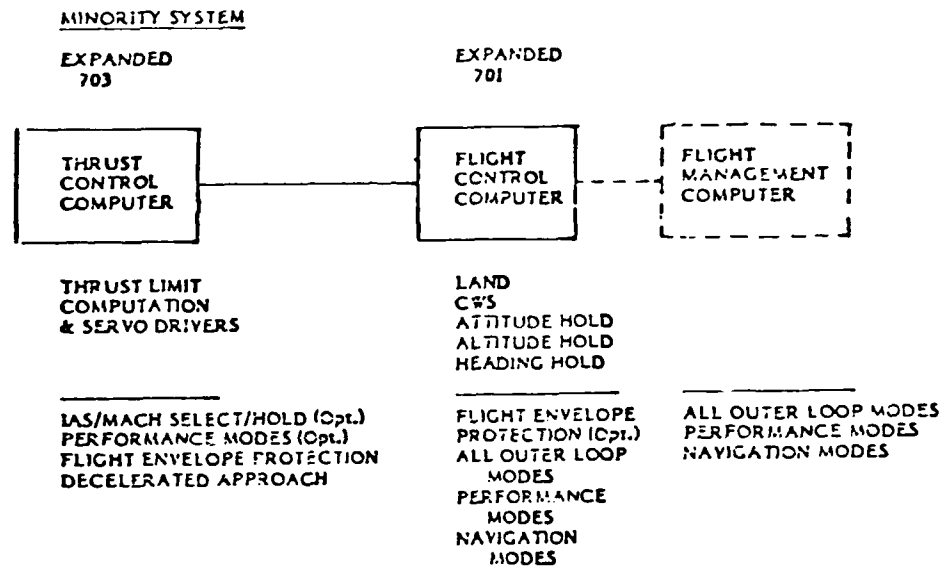 MINORITY SYSTEM
EXPANDED
703
EXPANDED
701
THRUST
CONTROL
COMPUTER
FLIGHT
CONTROL
COMPUTER
FLIGHT
MANAGEMENT
COMPUTER
THRUST LIMIT
COMPUTATION
& SERVO DRIVERS
LAND
CWS
ATTITUDE HOLD
ALTITUDE HOLD
HEADING HOLD
IAS/MACH SELECT/HOLD (Opt.)
PERFORMANCE MODES (Opt.)
FLIGHT ENVELOPE PROTECTION
DECELERATED APPROACH
FLIGHT ENVELOPE
PROTECTION (Opt.)
ALL OUTER LOOP
MODES
PERFORMANCE
MODES
NAVIGATION
MODES
ALL OUTER LOOP MODES
PERFORMANCE MODES
NAVIGATION MODES